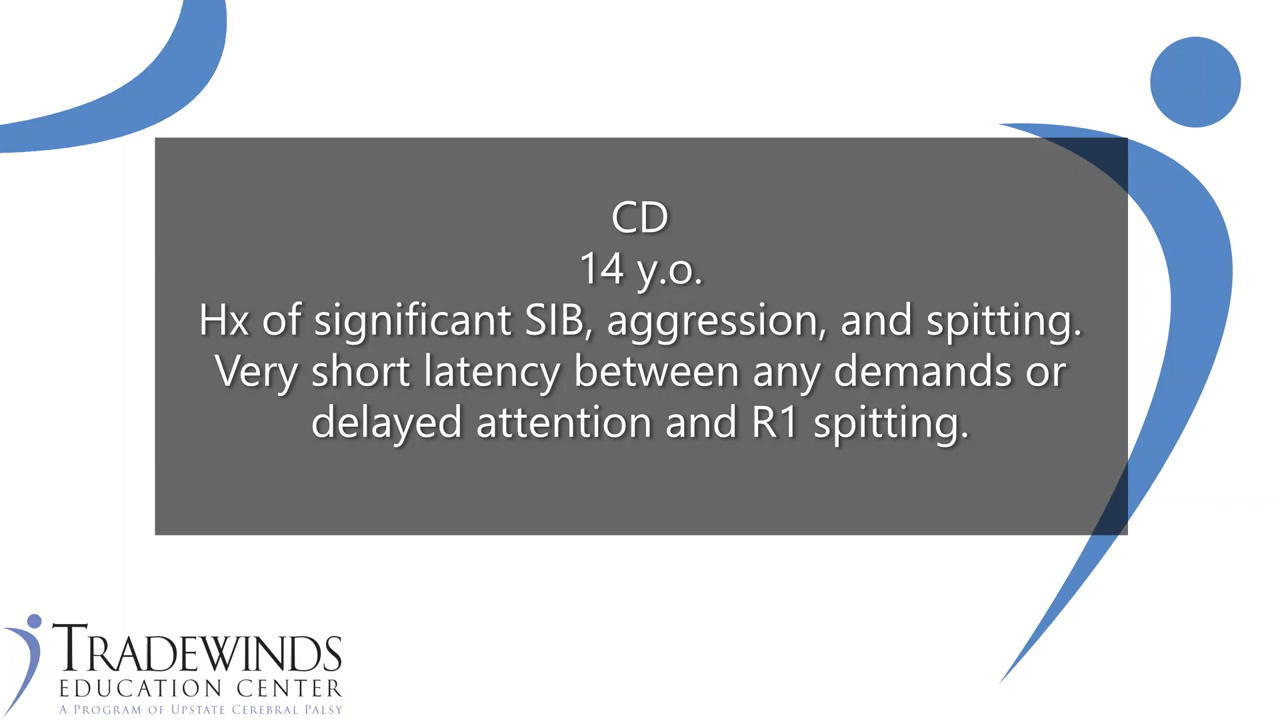 CD
14 y.o.
Hx of significant SIB, aggression, and spitting.
Very short latency between any demands or
delayed attention and R1 spitting.
TRADEWINDS
EDUCATION CENTER
A PROGRAM OF UPSTATE CEREBRAL PALSY